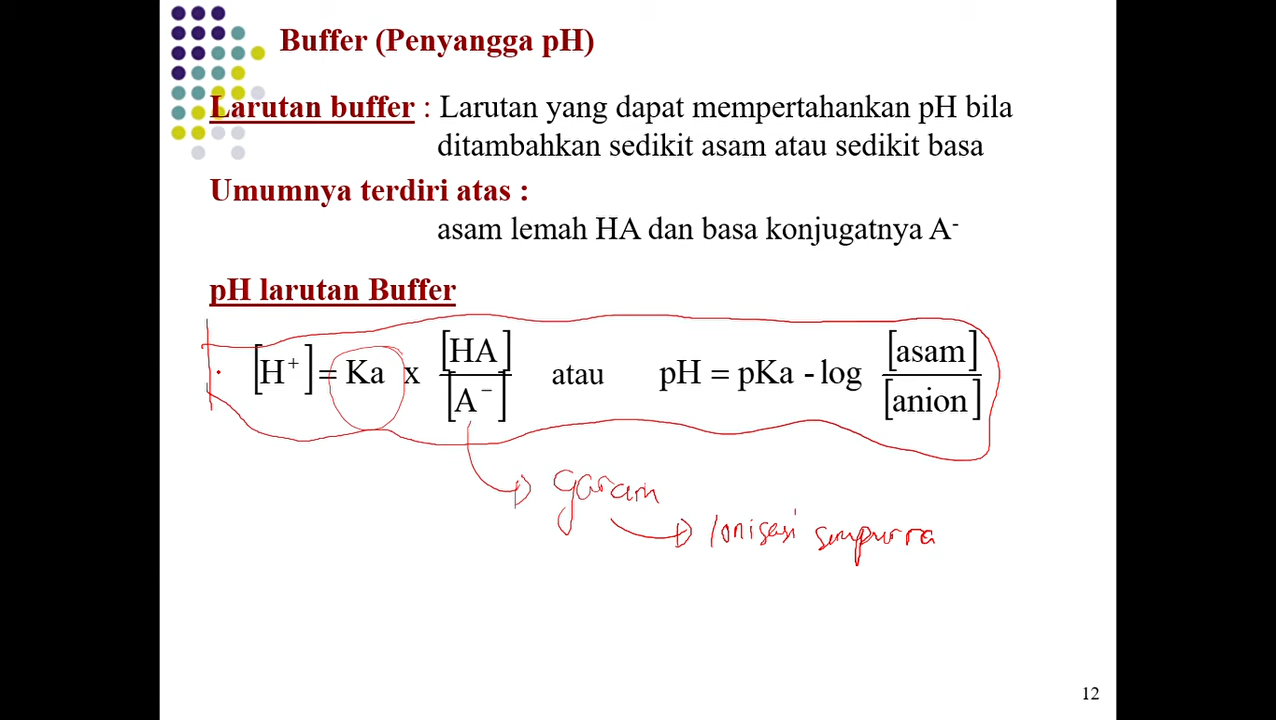 Buffer (Penyangga pH)
Larutan buffer : Larutan yang dapat mempertahankan pH bila
ditambahkan sedikit asam atau sedikit basa
Umumnya terdiri atas :
asam lemah HA dan basa konjugatnya A⁻
pH larutan Buffer
[H⁺] = Ka x [HA] / [A⁻] atau pH = pKa - log [asam] / [anion]
garam
Ionisasi sempurna
12